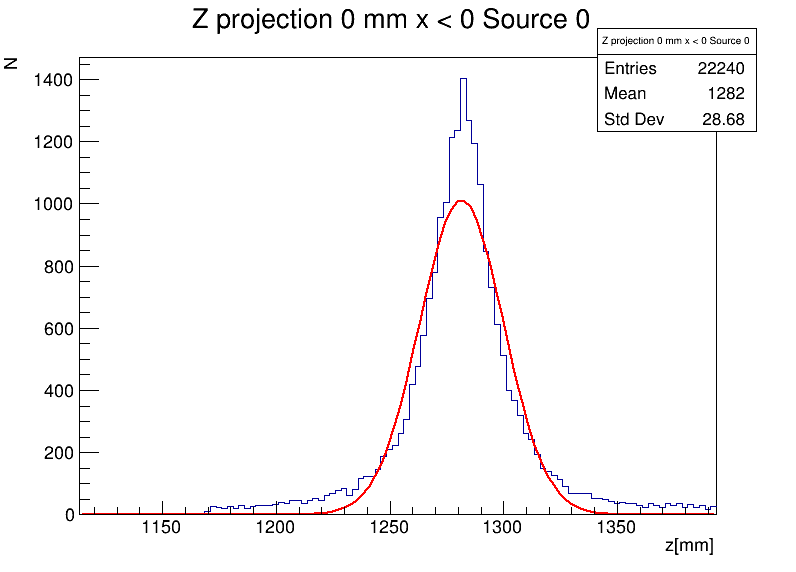 Z projection 0 mm x < 0 Source 0
Z projection 0 mm x < 0 Source 0
Entries 22240
Mean 1282
Std Dev 28.68
N
1400
1200
1000
800
600
400
200
0
1150 1200 1250 1300 1350
z[mm]